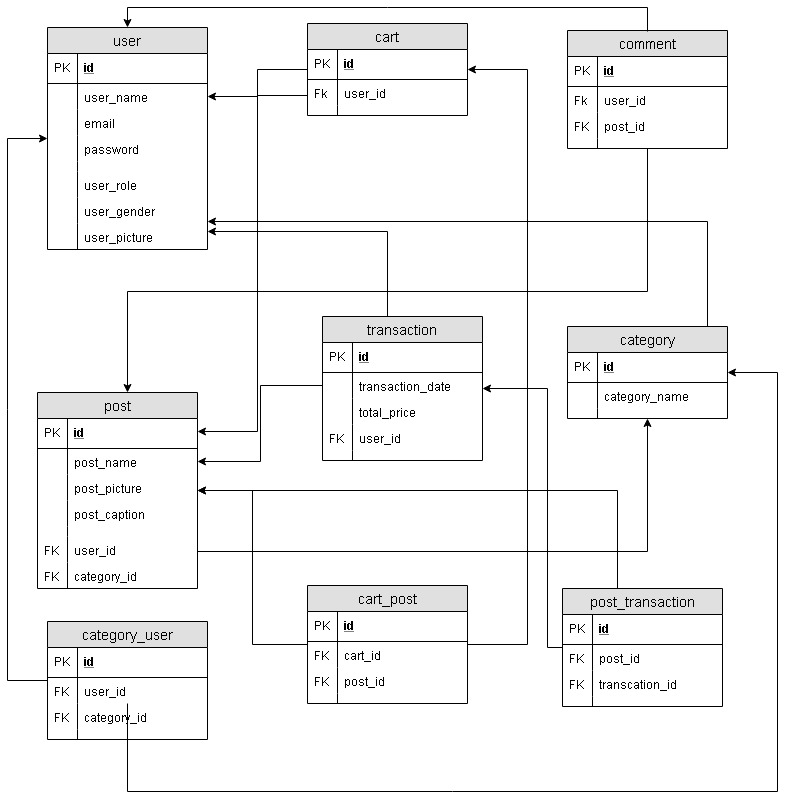 user
PK id
user_name
email
password
user_role
user_gender
user_picture
cart
PK id
Fk user_id
comment
PK id
Fk user_id
FK post_id
transaction
PK id
transaction_date
total_price
FK user_id
category
PK id
category_name
post
PK id
post_name
post_picture
post_caption
FK user_id
FK category_id
category_user
PK id
FK user_id
FK category_id
cart_post
PK id
FK cart_id
FK post_id
post_transaction
PK id
FK post_id
FK transcation_id